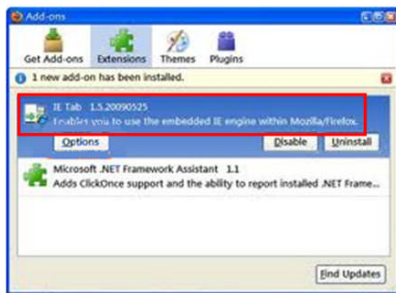 Add-ons
Get Add-ons Extensions Themes Plugins
1 new add-on has been installed.
IE Tab 1.5.20090525
Enables you to use the embedded IE engine within Mozilla/Firefox.
Options Disable Uninstall
Microsoft .NET Framework Assistant 1.1
Adds ClickOnce support and the ability to report installed .NET Frame...
Find Updates